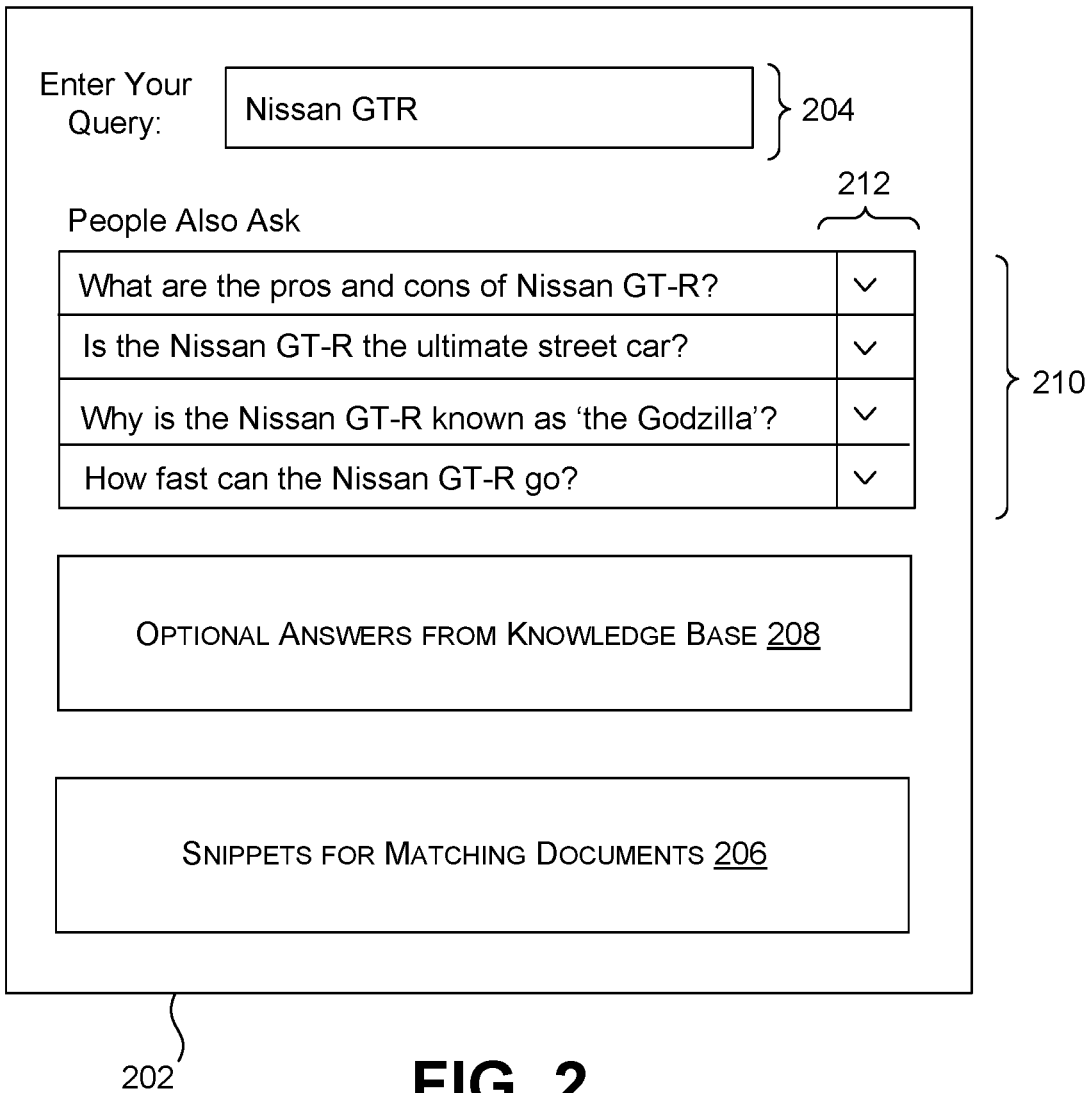 Enter Your
Query:
Nissan GTR
204
212
People Also Ask
What are the pros and cons of Nissan GT-R?
Is the Nissan GT-R the ultimate street car?
Why is the Nissan GT-R known as ‘the Godzilla’?
How fast can the Nissan GT-R go?
210
OPTIONAL ANSWERS FROM KNOWLEDGE BASE 208
SNIPPETS FOR MATCHING DOCUMENTS 206
202
FIG. 2